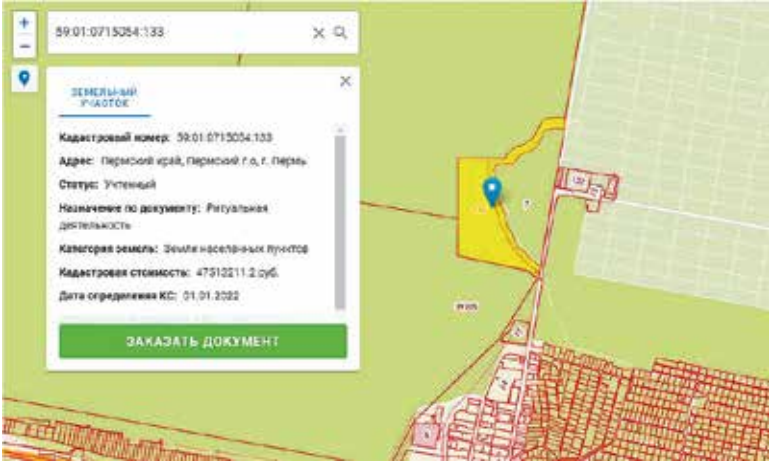 59:01:0715054:133
ЗЕМЕЛЬНЫЙ
УЧАСТОК
Кадастровый номер: 59:01:0715054:133
Адрес: Пермский край, Пермский г.о, г. Пермь
Статус: Учтенный
Назначение по документу: Ритуальная
деятельность
Категория земель: Земли населенных пунктов
Кадастровая стоимость: 47513211.2 руб.
Дата определения КС: 01.01.2022
ЗАКАЗАТЬ ДОКУМЕНТ